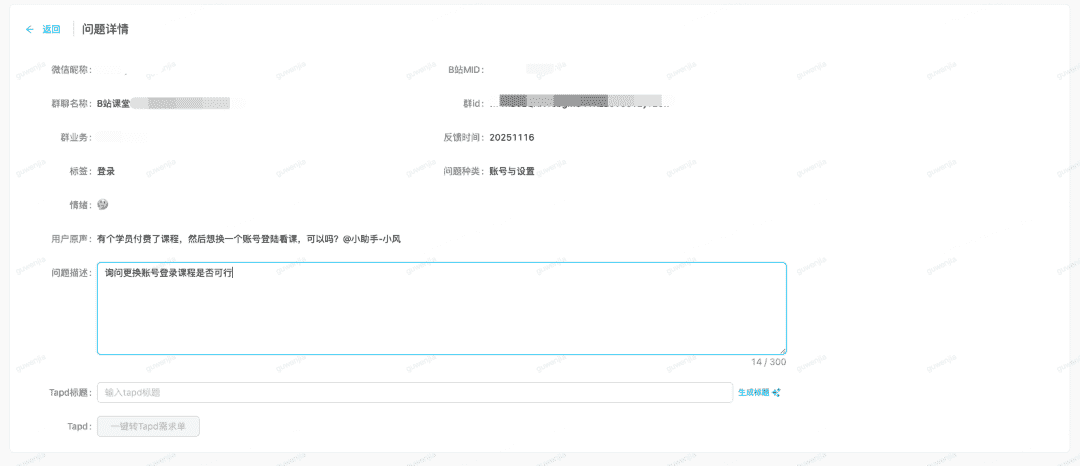 ← 返回 问题详情
微信昵称： B站MID：
群聊名称： B站课堂 群Id：
群业务： 反馈时间： 20251116
标签： 登录 问题种类： 账号与设置
情绪：
用户原声： 有个学员付费了课程，然后想换一个账号登陆看课，可以吗？@小助手-小风
问题描述： 询问更换账号登录课程是否可行
14 / 300
Tapd标题： 输入tapd标题 生成标题
Tapd： 一键转Tapd需求单